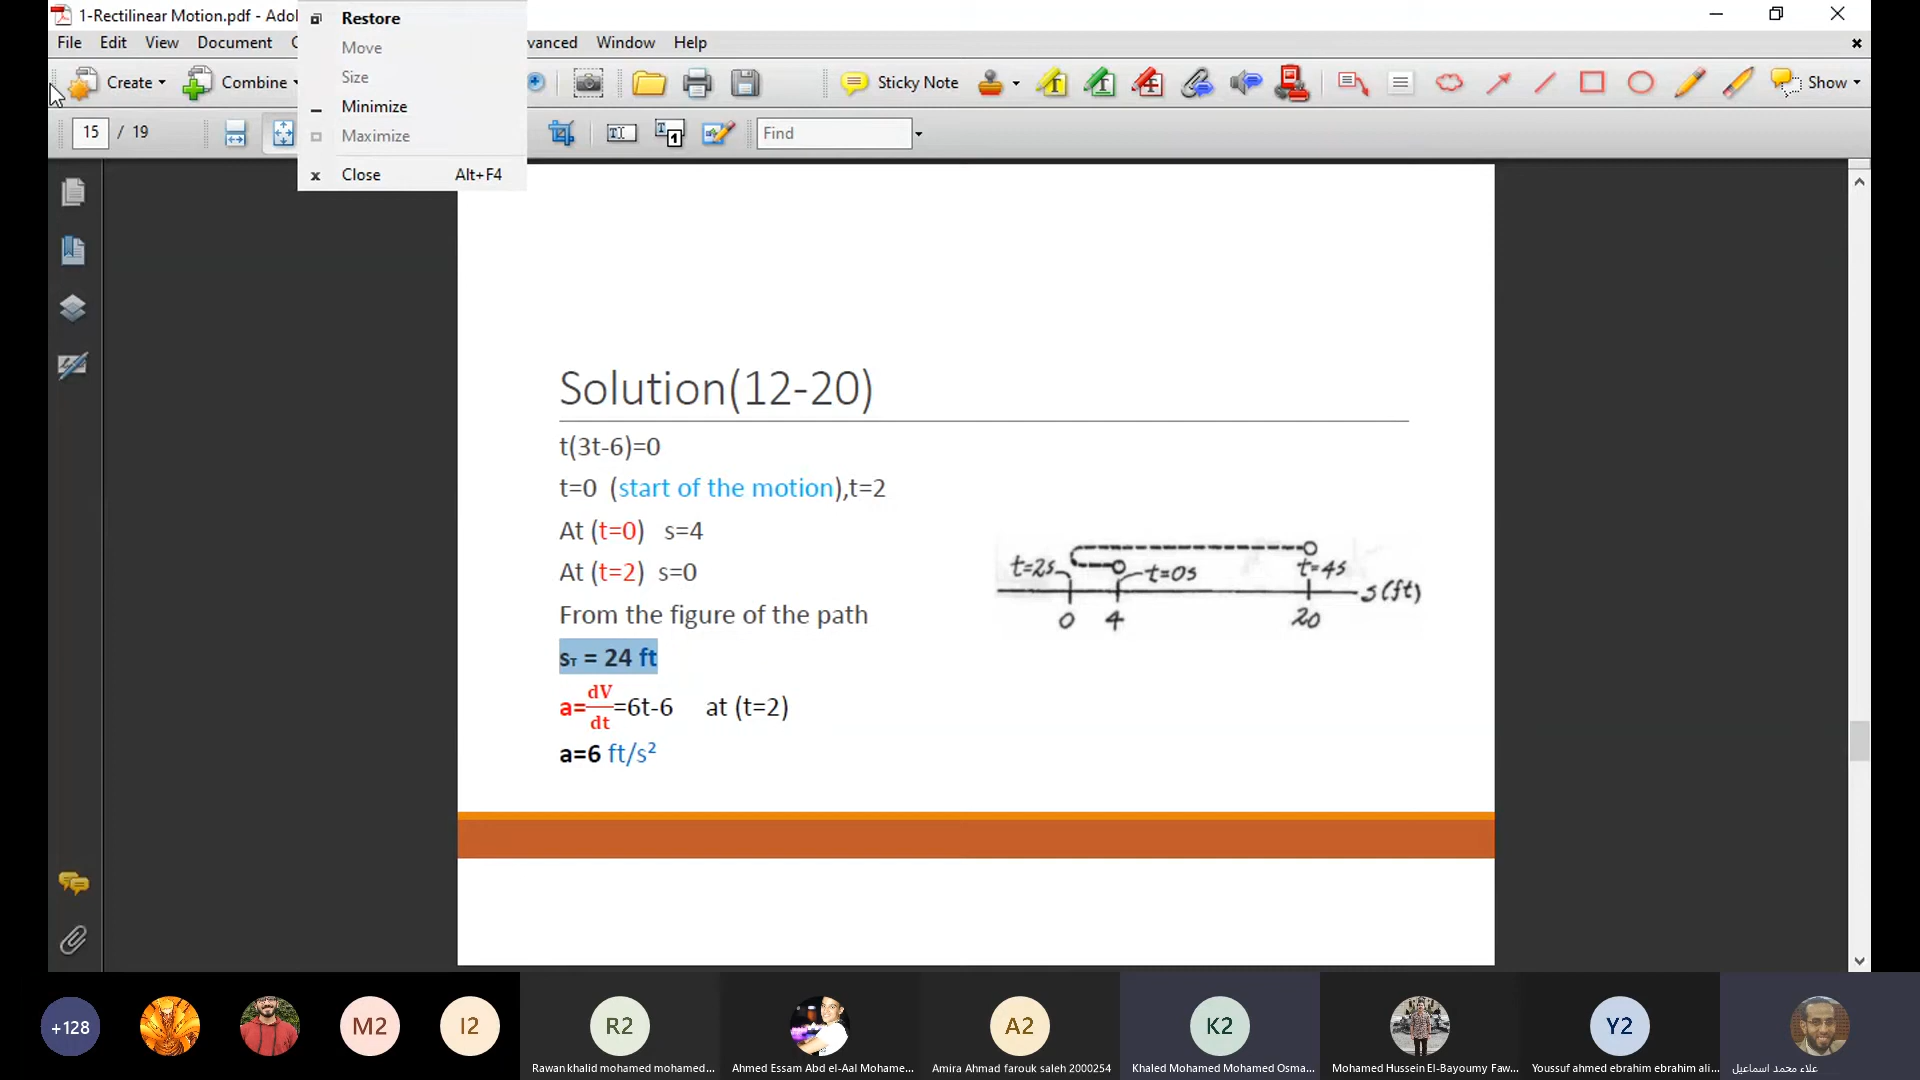 1-Rectilinear Motion.pdf - Adob
Restore
Move
Size
Minimize
Maximize
Close Alt+F4
File Edit View Document
vanced Window Help
Create
Combine
Sticky Note
Show
15 / 19
Find
Solution(12-20)
t(3t-6)=0
t=0 (start of the motion),t=2
At (t=0) s=4
At (t=2) s=0
From the figure of the path
sT = 24 ft
a=dV/dt=6t-6 at (t=2)
a=6 ft/s²
t=2s
t=0s
t=4s
s(ft)
0 4 20
+128
M2
I2
R2
A2
K2
Y2
Rawan khalid mohamed mohamed...
Ahmed Essam Abd el-Aal Mohame...
Amira Ahmad farouk saleh 2000254
Khaled Mohamed Mohamed Osma...
Mohamed Hussein El-Bayoumy Faw...
Youssuf ahmed ebrahim ebrahim ali...
علاء محمد اسماعيل